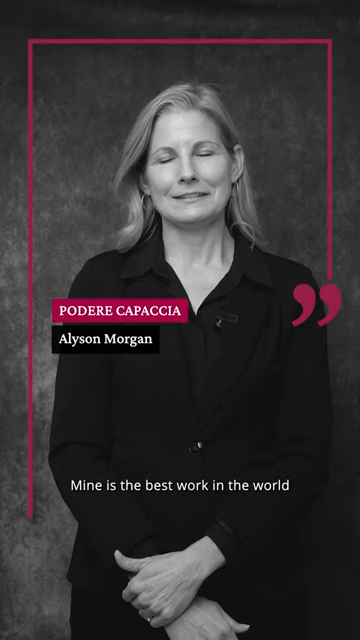 PODERE CAPACCIA
Alyson Morgan
Mine is the best work in the world